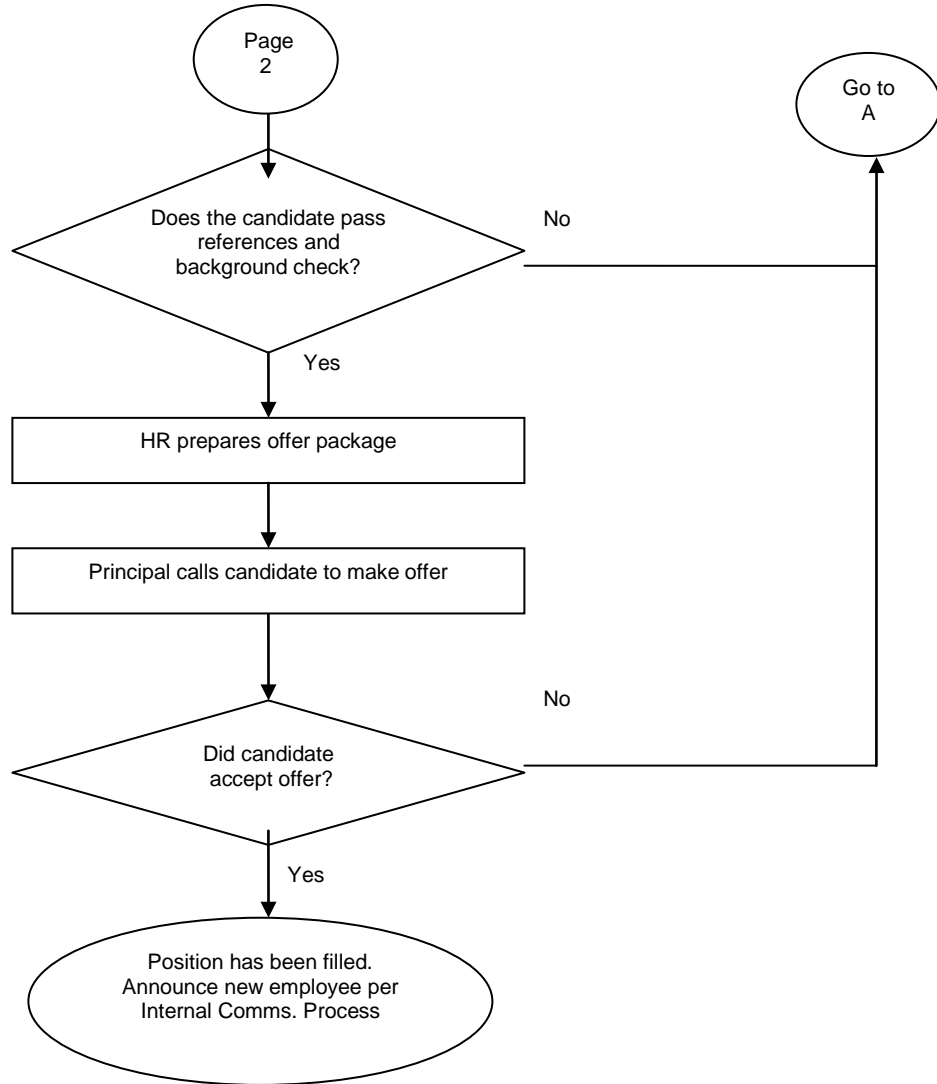 Page
2
Go to
A
Does the candidate pass
references and
background check?
No
Yes
HR prepares offer package
Principal calls candidate to make offer
No
Did candidate
accept offer?
Yes
Position has been filled.
Announce new employee per
Internal Comms. Process